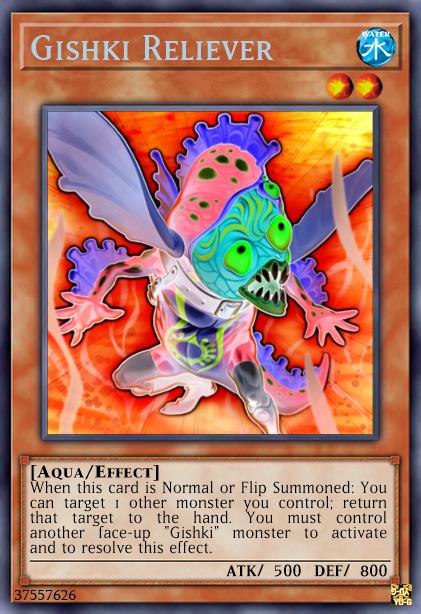 Gishki Reliever
WATER
水
[Aqua/Effect]
When this card is Normal or Flip Summoned: You
can target 1 other monster you control; return
that target to the hand. You must control
another face-up "Gishki" monster to activate
and to resolve this effect.
ATK/ 500 DEF/ 800
37557626